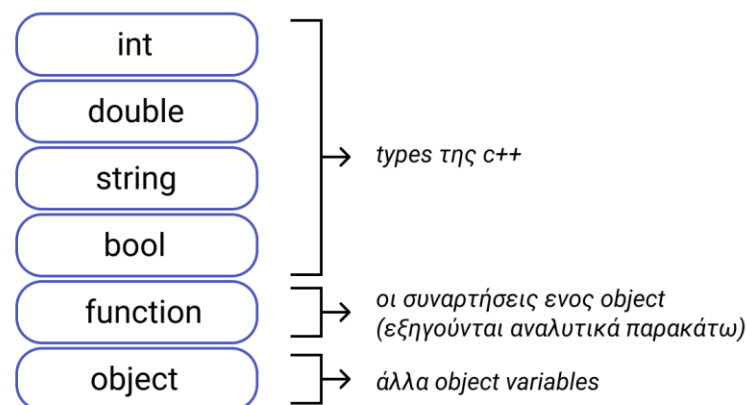 int
double
string
bool
types της c++
function
οι συναρτήσεις ενος object
(εξηγούνται αναλυτικά παρακάτω)
object
άλλα object variables